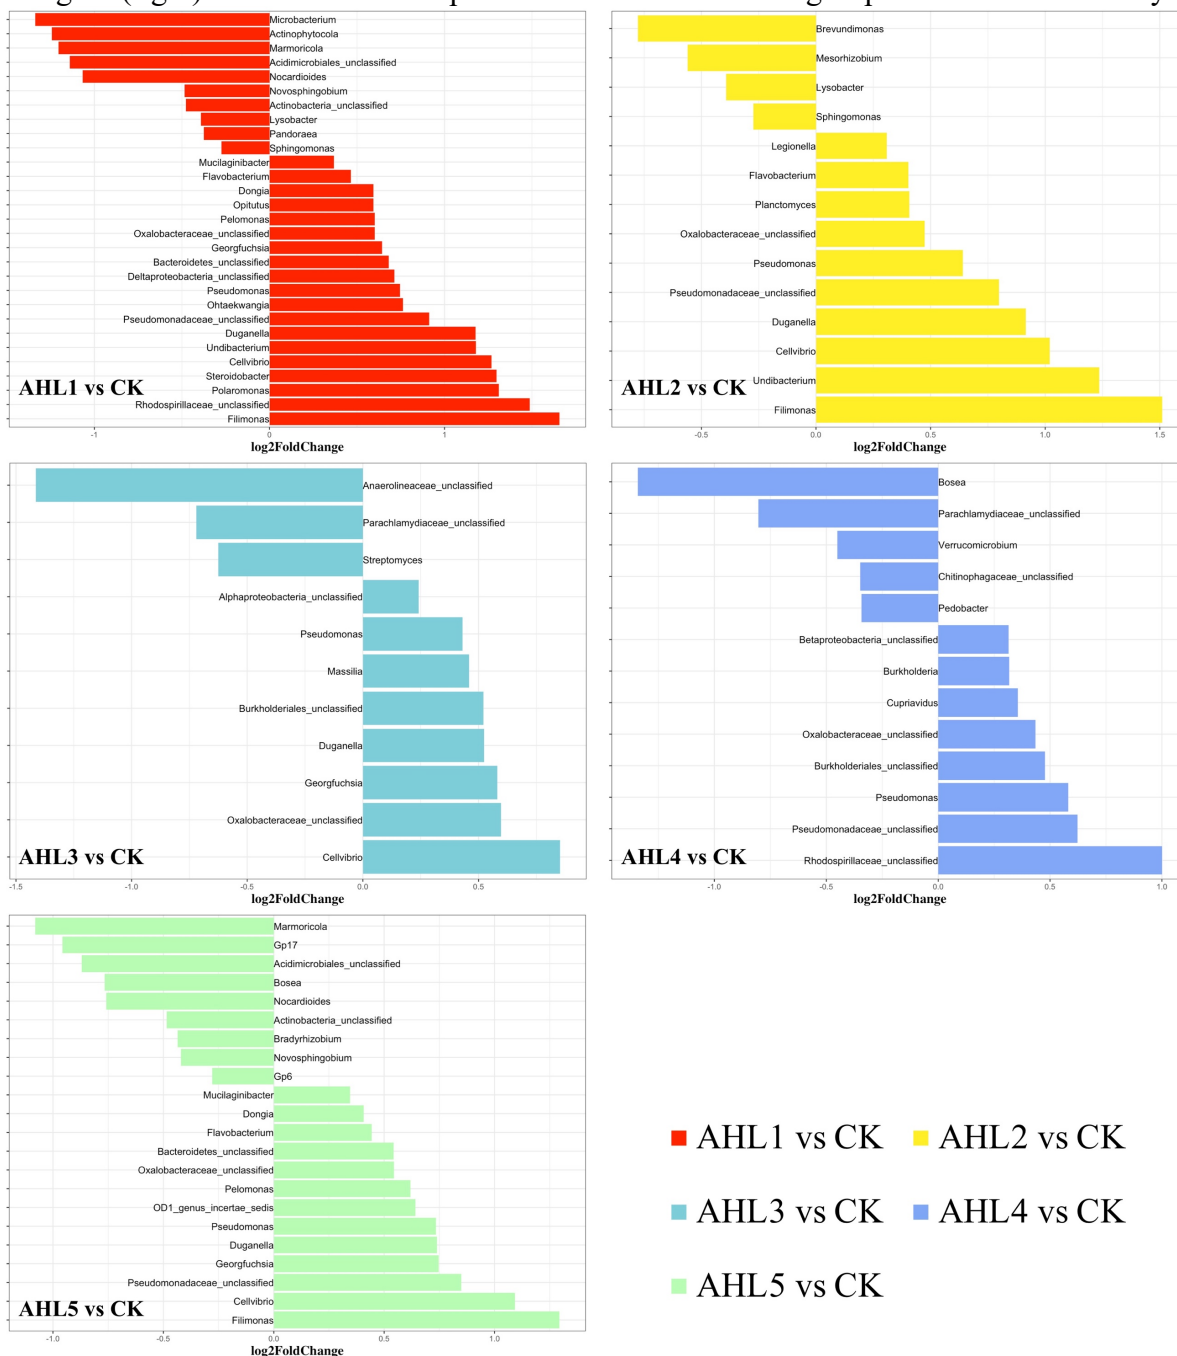 Microbacterium
Actinophytocola
Marmoricola
Acidimicrobiales_unclassified
Nocardioides
Novosphingobium
Actinobacteria_unclassified
Lysobacter
Pandoraea
Sphingomonas
Mucilaginibacter
Flavobacterium
Dongia
Opitutus
Pelomonas
Oxalobacteraceae_unclassified
Georgfuchsia
Bacteroidetes_unclassified
Deltaproteobacteria_unclassified
Pseudomonas
Ohtaekwangia
Pseudomonadaceae_unclassified
Duganella
Undibacterium
Cellvibrio
Steroidobacter
Polaromonas
Rhodospirillaceae_unclassified
Filimonas
AHL1 vs CK
-1 0 1
log2FoldChange
Brevundimonas
Mesorhizobium
Lysobacter
Sphingomonas
Legionella
Flavobacterium
Planctomyces
Oxalobacteraceae_unclassified
Pseudomonas
Pseudomonadaceae_unclassified
Duganella
Cellvibrio
Undibacterium
Filimonas
AHL2 vs CK
-0.5 0.0 0.5 1.0 1.5
log2FoldChange
Anaerolineaceae_unclassified
Parachlamydiaceae_unclassified
Streptomyces
Alphaproteobacteria_unclassified
Pseudomonas
Massilia
Burkholderiales_unclassified
Duganella
Georgfuchsia
Oxalobacteraceae_unclassified
Cellvibrio
AHL3 vs CK
-1.5 -1.0 -0.5 0.0 0.5
log2FoldChange
Bosea
Parachlamydiaceae_unclassified
Verrucomicrobium
Chitinophagaceae_unclassified
Pedobacter
Betaproteobacteria_unclassified
Burkholderia
Cupriavidus
Oxalobacteraceae_unclassified
Burkholderiales_unclassified
Pseudomonas
Pseudomonadaceae_unclassified
Rhodospirillaceae_unclassified
AHL4 vs CK
-1.0 -0.5 0.0 0.5 1.0
log2FoldChange
Marmoricola
Gp17
Acidimicrobiales_unclassified
Bosea
Nocardioides
Actinobacteria_unclassified
Bradyrhizobium
Novosphingobium
Gp6
Mucilaginibacter
Dongia
Flavobacterium
Bacteroidetes_unclassified
Oxalobacteraceae_unclassified
Pelomonas
OD1_genus_incertae_sedis
Pseudomonas
Duganella
Georgfuchsia
Pseudomonadaceae_unclassified
Cellvibrio
Filimonas
AHL5 vs CK
-1.0 -0.5 0.0 0.5 1.0
log2FoldChange
AHL1 vs CK AHL2 vs CK
AHL3 vs CK AHL4 vs CK
AHL5 vs CK